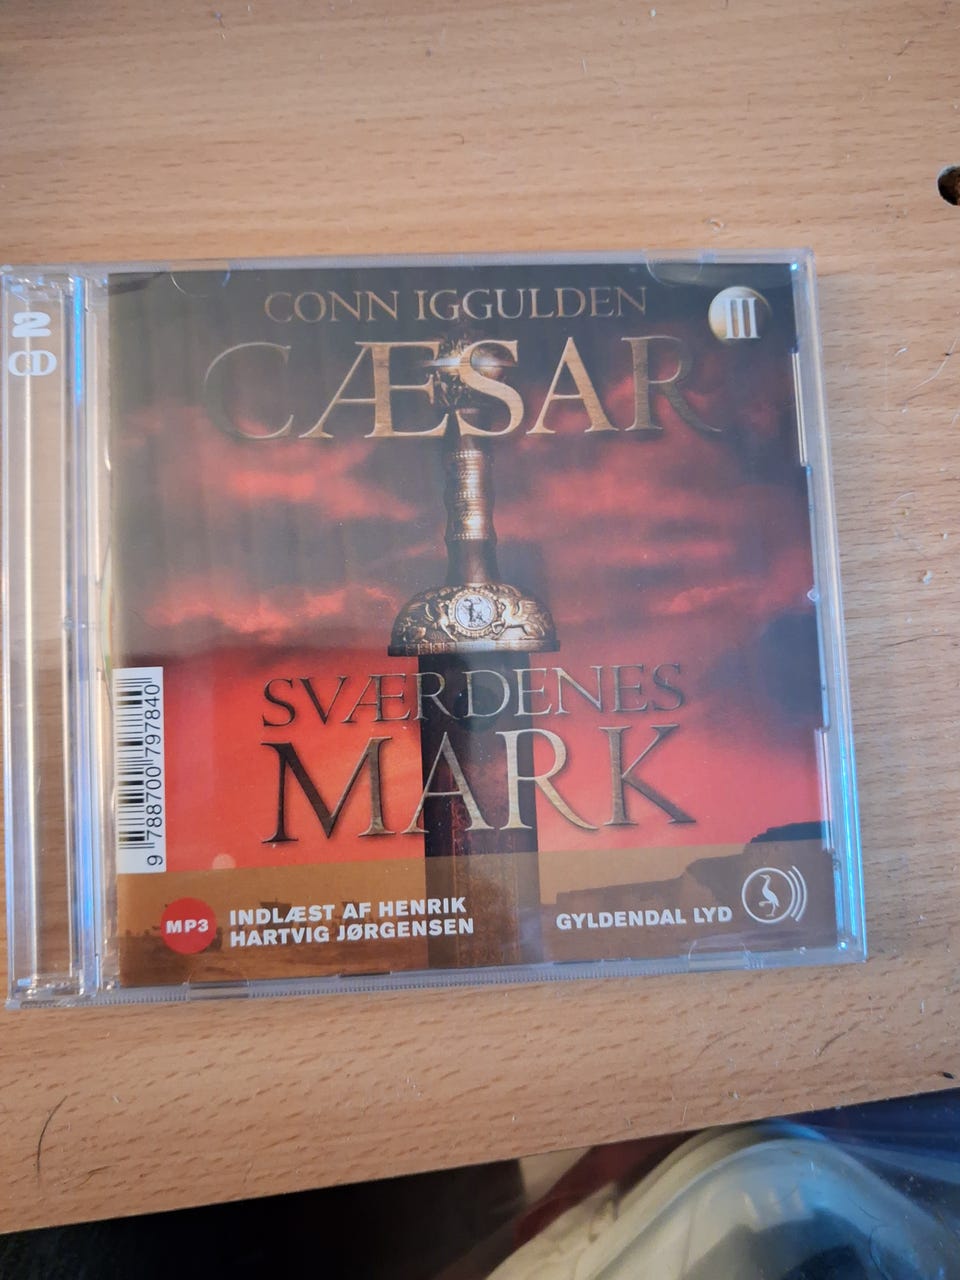 2
CD
CONN IGGULDEN
III
CÆSAR
SVÆRDENES
MARK
9 788700 797840
MP3
INDLÆST AF HENRIK
HARTVIG JØRGENSEN
GYLDENDAL LYD